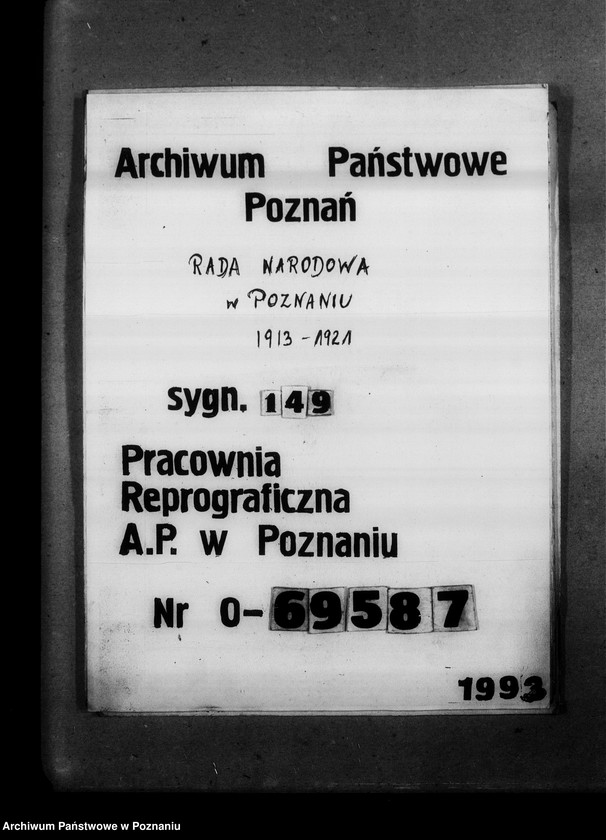 Archiwum Państwowe
Poznań
RADA NARODOWA
w POZNANIU
1913-1921
sygn. 149
Pracownia
Reprograficzna
A.P. w Poznaniu
Nr O-69587
1993
Archiwum Państwowe w Poznaniu